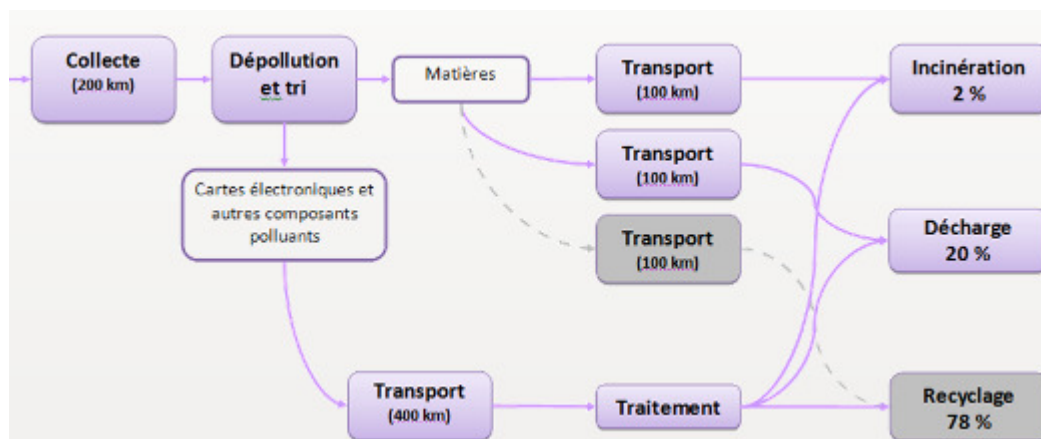 Collecte
(200 km)
Dépollution
et tri
Matières
Transport
(100 km)
Incinération
2 %
Transport
(100 km)
Cartes électroniques et
autres composants
polluants
Transport
(100 km)
Décharge
20 %
Transport
(400 km)
Traitement
Recyclage
78 %